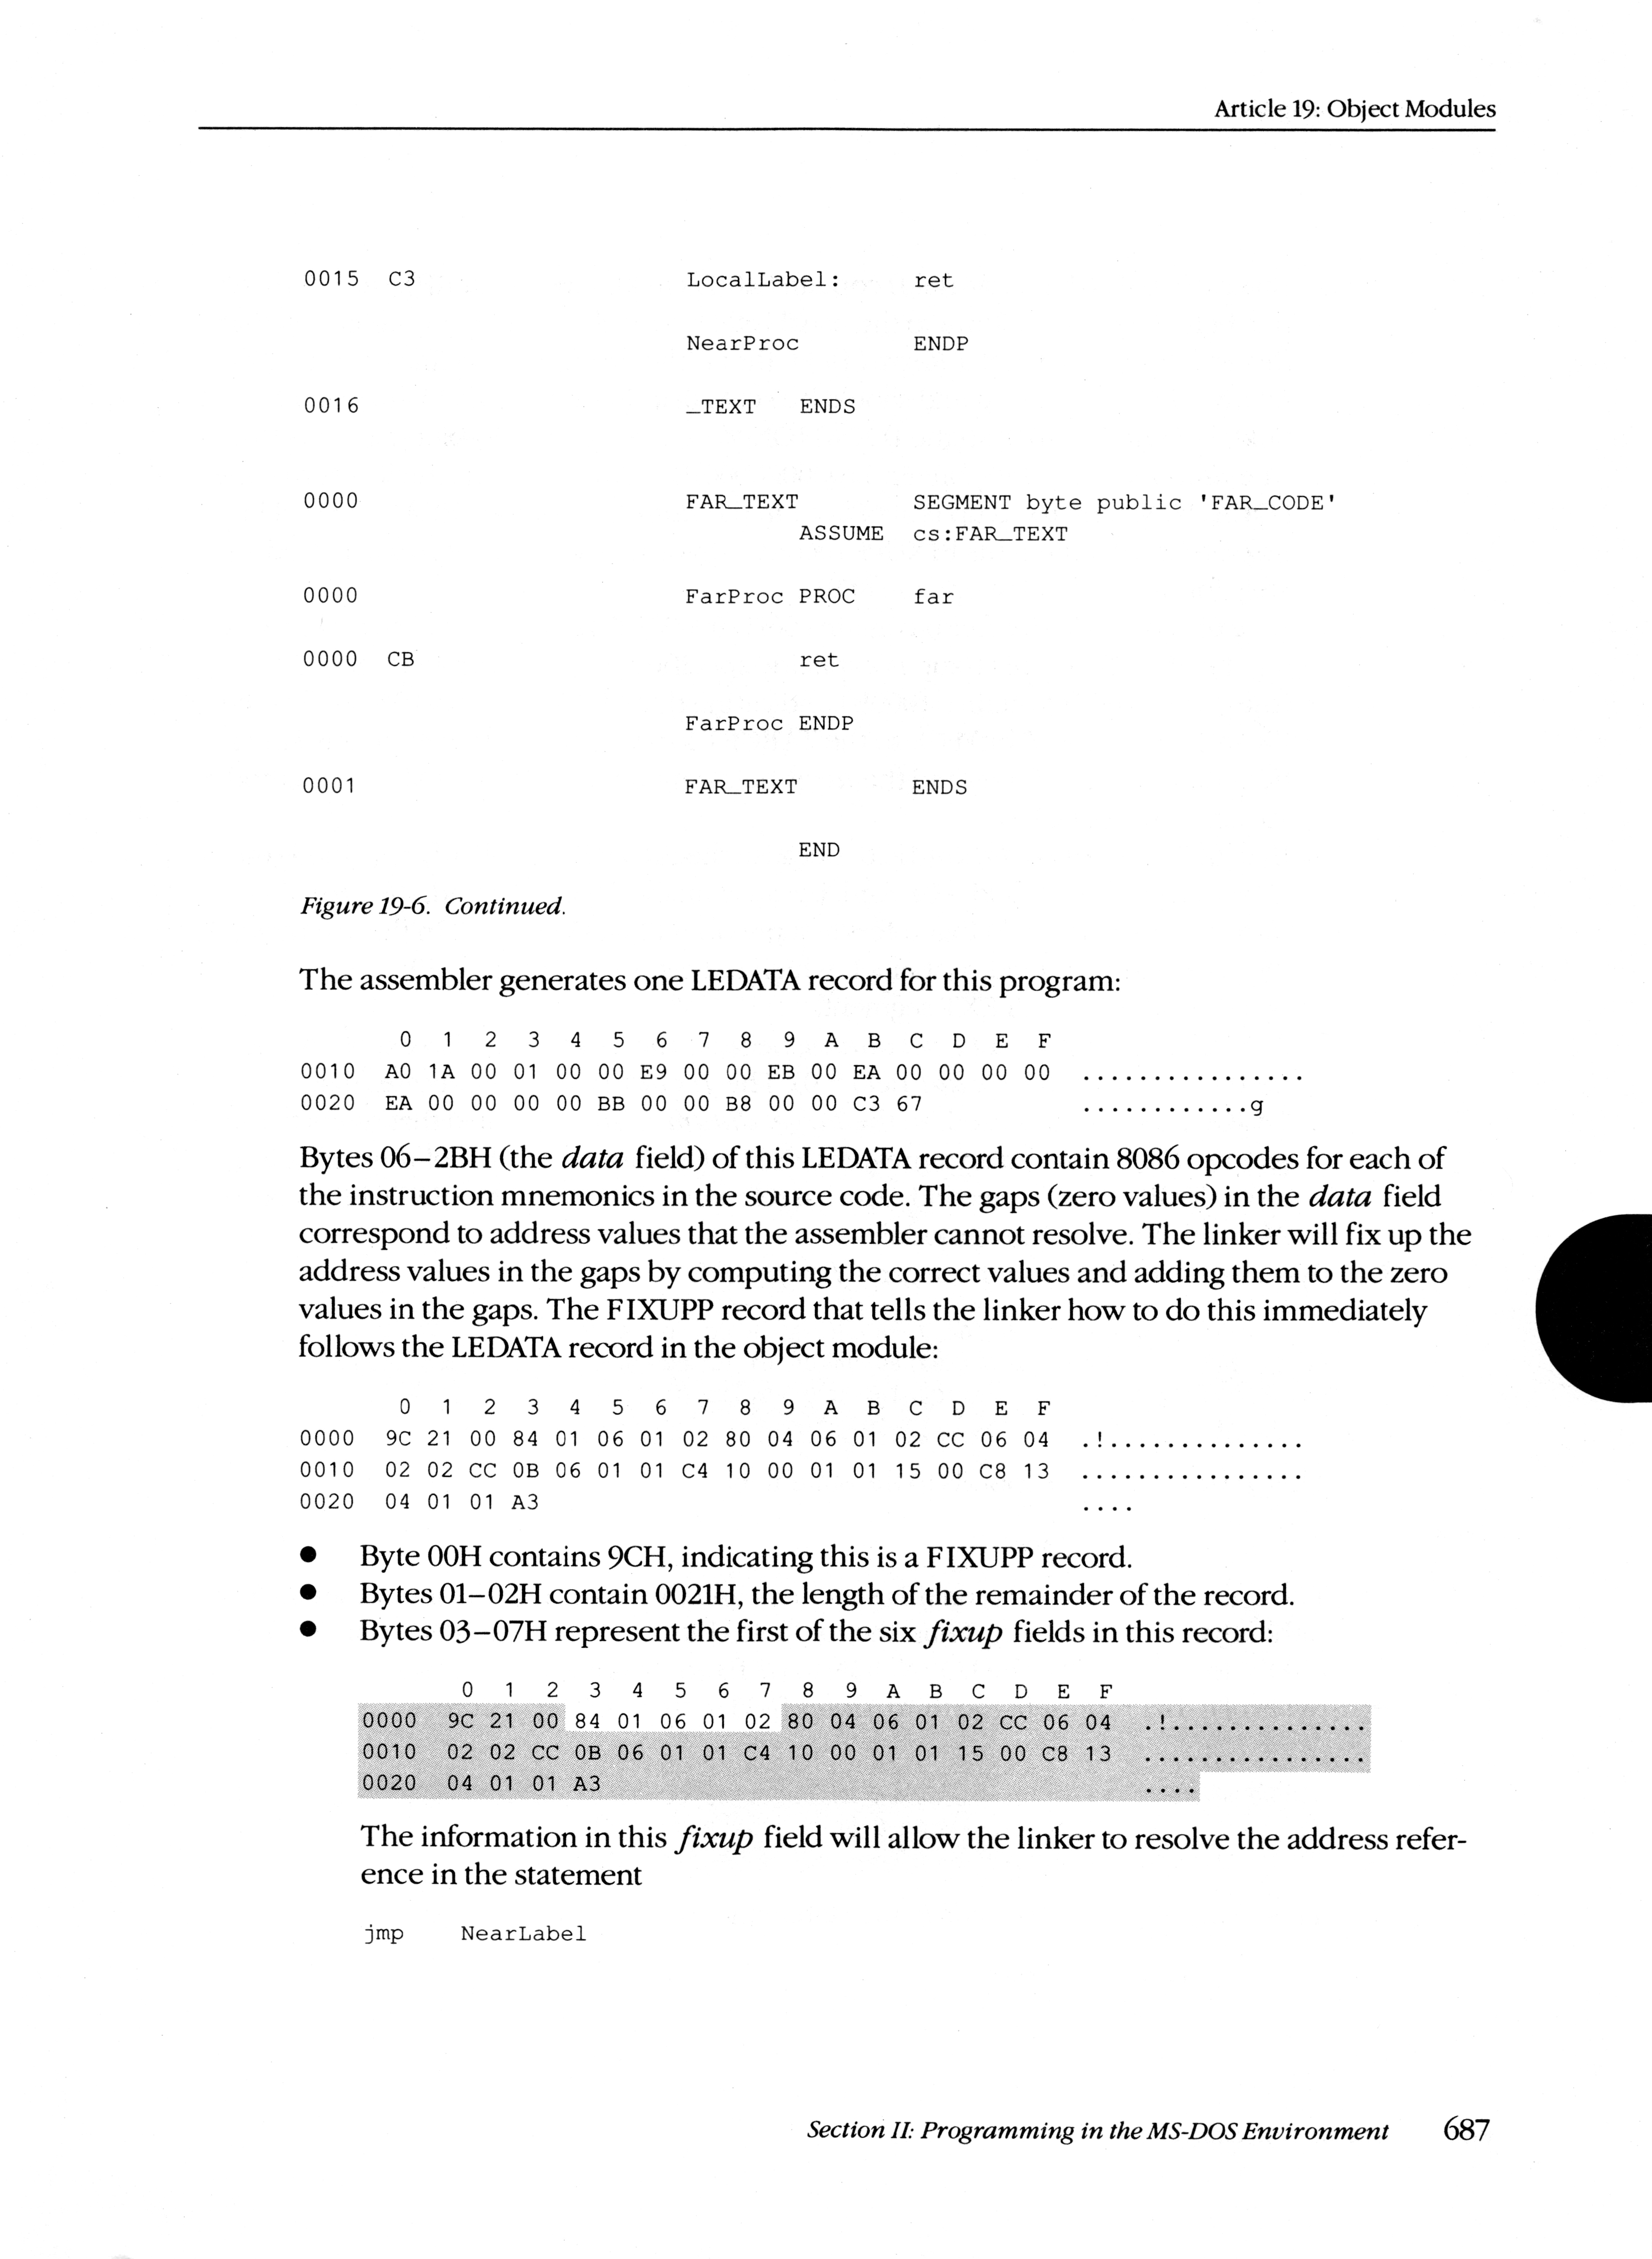 Article 19: Object Modules
0015 C3 LocalLabel: ret
NearProc ENDP
0016 _TEXT ENDS
0000 FAR_TEXT SEGMENT byte public 'FAR_CODE'
ASSUME cs:FAR_TEXT
0000 FarProc PROC far
0000 CB ret
FarProc ENDP
0001 FAR_TEXT ENDS
END
Figure 19-6. Continued.
The assembler generates one LEDATA record for this program:
0 1 2 3 4 5 6 7 8 9 A B C D E F
0010 A0 1A 00 01 00 00 E9 00 00 EB 00 EA 00 00 00 00 ................
0020 EA 00 00 00 00 BB 00 00 B8 00 00 C3 67 ............g
Bytes 06–2BH (the data field) of this LEDATA record contain 8086 opcodes for each of
the instruction mnemonics in the source code. The gaps (zero values) in the data field
correspond to address values that the assembler cannot resolve. The linker will fix up the
address values in the gaps by computing the correct values and adding them to the zero
values in the gaps. The FIXUPP record that tells the linker how to do this immediately
follows the LEDATA record in the object module:
0 1 2 3 4 5 6 7 8 9 A B C D E F
0000 9C 21 00 84 01 06 01 02 80 04 06 01 02 CC 06 04 .!..............
0010 02 02 CC 0B 06 01 01 C4 10 00 01 01 15 00 C8 13 ................
0020 04 01 01 A3 ....
● Byte 00H contains 9CH, indicating this is a FIXUPP record.
● Bytes 01–02H contain 0021H, the length of the remainder of the record.
● Bytes 03–07H represent the first of the six fixup fields in this record:
0 1 2 3 4 5 6 7 8 9 A B C D E F
0000 9C 21 00 84 01 06 01 02 80 04 06 01 02 CC 06 04 .!..............
0010 02 02 CC 0B 06 01 01 C4 10 00 01 01 15 00 C8 13 ................
0020 04 01 01 A3 ....
The information in this fixup field will allow the linker to resolve the address refer-
ence in the statement
jmp NearLabel
Section II: Programming in the MS-DOS Environment 687